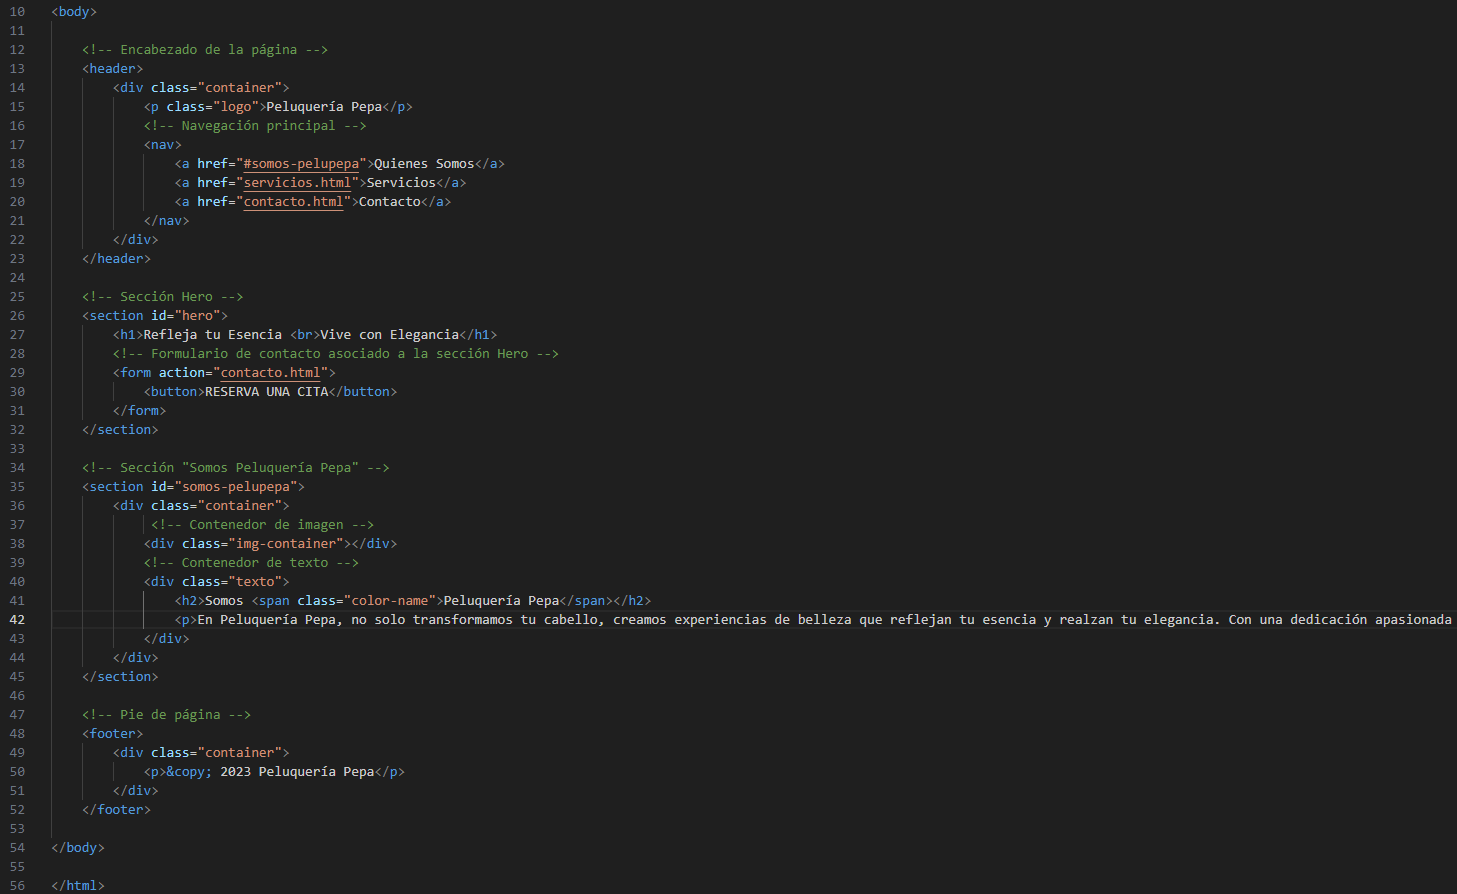 10 <body>
11
12     <!-- Encabezado de la página -->
13     <header>
14         <div class="container">
15             <p class="logo">Peluquería Pepa</p>
16             <!-- Navegación principal -->
17             <nav>
18                 <a href="#somos-pelupepa">Quienes Somos</a>
19                 <a href="servicios.html">Servicios</a>
20                 <a href="contacto.html">Contacto</a>
21             </nav>
22         </div>
23     </header>
24
25     <!-- Sección Hero -->
26     <section id="hero">
27         <h1>Refleja tu Esencia <br>Vive con Elegancia</h1>
28         <!-- Formulario de contacto asociado a la sección Hero -->
29         <form action="contacto.html">
30             <button>RESERVA UNA CITA</button>
31         </form>
32     </section>
33
34     <!-- Sección "Somos Peluquería Pepa" -->
35     <section id="somos-pelupepa">
36         <div class="container">
37              <!-- Contenedor de imagen -->
38             <div class="img-container"></div>
39             <!-- Contenedor de texto -->
40             <div class="texto">
41                 <h2>Somos <span class="color-name">Peluquería Pepa</span></h2>
42                 <p>En Peluquería Pepa, no solo transformamos tu cabello, creamos experiencias de belleza que reflejan tu esencia y realzan tu elegancia. Con una dedicación apasionada
43             </div>
44         </div>
45     </section>
46
47     <!-- Pie de página -->
48     <footer>
49         <div class="container">
50             <p>&copy; 2023 Peluquería Pepa</p>
51         </div>
52     </footer>
53
54 </body>
55
56 </html>